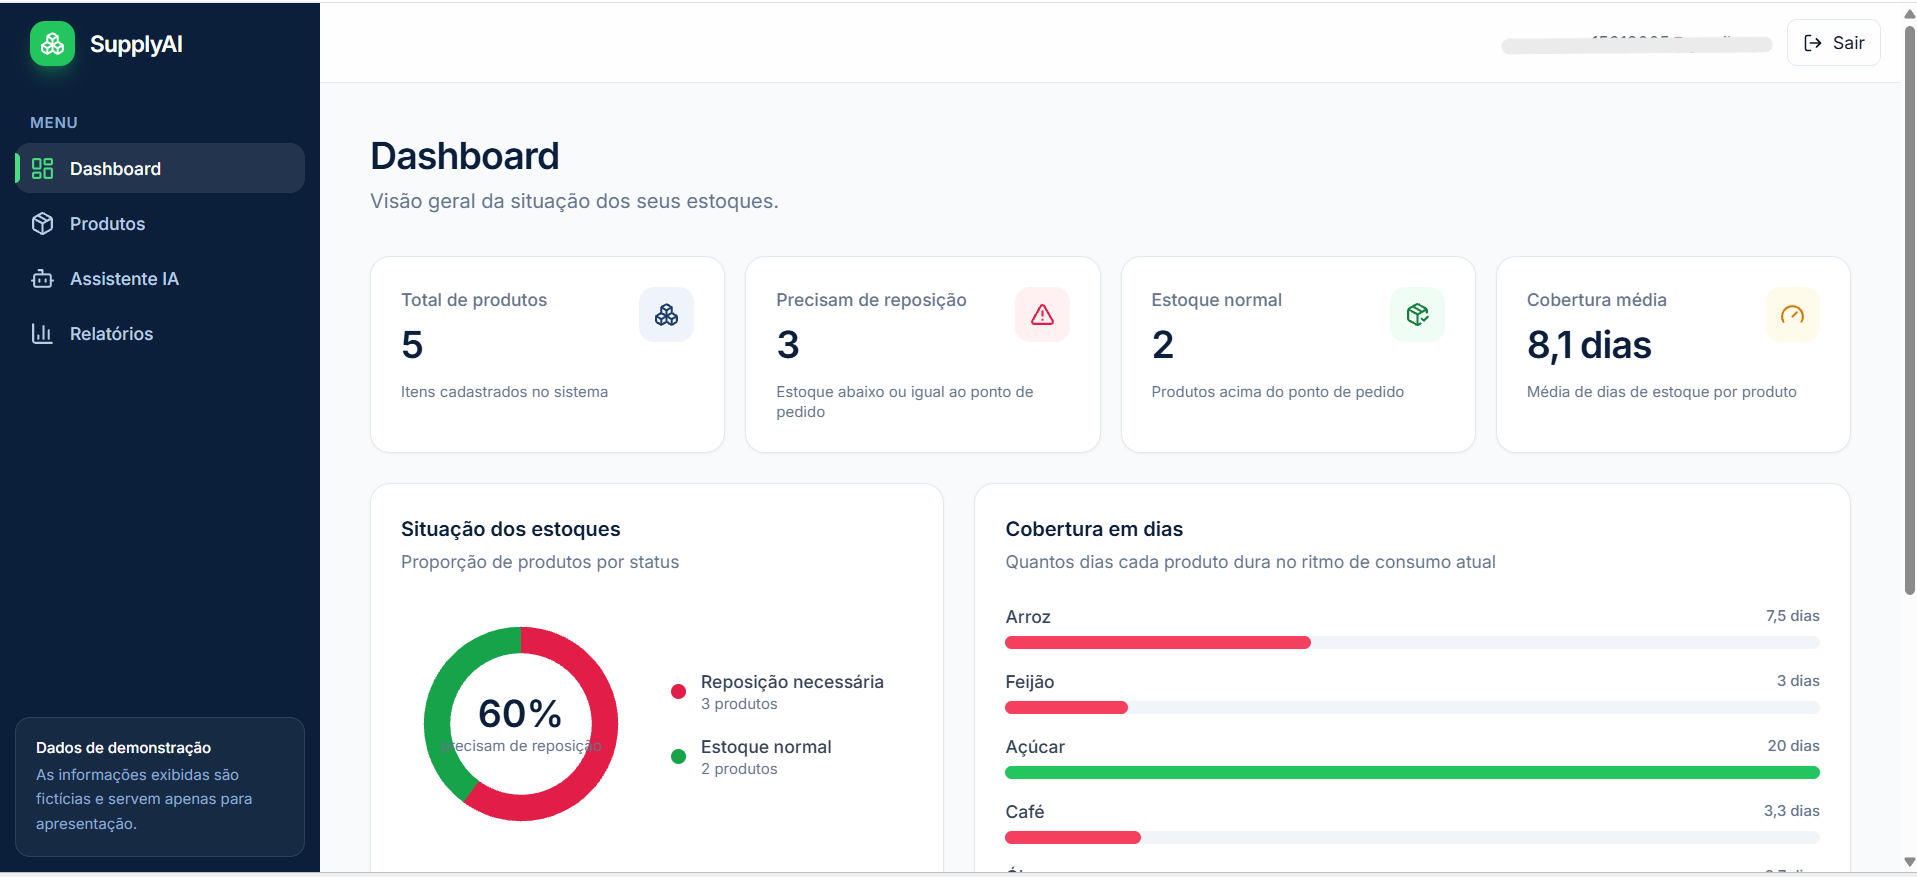 SupplyAI
Sair
MENU
Dashboard
Produtos
Assistente IA
Relatórios
Dados de demonstração
As informações exibidas são
fictícias e servem apenas para
apresentação.
Dashboard
Visão geral da situação dos seus estoques.
Total de produtos
5
Itens cadastrados no sistema
Precisam de reposição
3
Estoque abaixo ou igual ao ponto de
pedido
Estoque normal
2
Produtos acima do ponto de pedido
Cobertura média
8,1 dias
Média de dias de estoque por produto
Situação dos estoques
Proporção de produtos por status
60%
precisam de reposição
Reposição necessária
3 produtos
Estoque normal
2 produtos
Cobertura em dias
Quantos dias cada produto dura no ritmo de consumo atual
Arroz 7,5 dias
Feijão 3 dias
Açúcar 20 dias
Café 3,3 dias